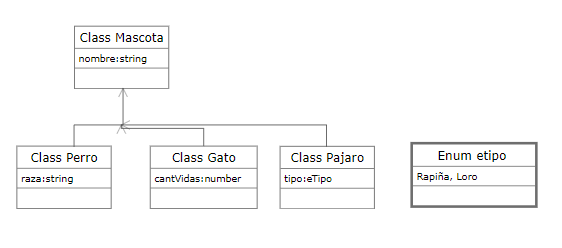 Class Mascota
nombre:string
Class Perro
raza:string
Class Gato
cantVidas:number
Class Pajaro
tipo:eTipo
Enum etipo
Rapiña, Loro